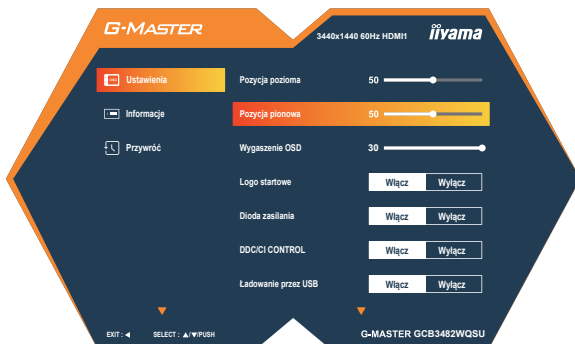 G-MASTER
3440x1440 60Hz HDMI1
iiyama
Ustawienia
Informacje
Przywróć
Pozycja pozioma 50
Pozycja pionowa 50
Wygaszenie OSD 30
Logo startowe Włącz Wyłącz
Dioda zasilania Włącz Wyłącz
DDC/CI CONTROL Włącz Wyłącz
Ładowanie przez USB Włącz Wyłącz
EXIT : ◀ SELECT : ▲/▼/PUSH
G-MASTER GCB3482WQSU